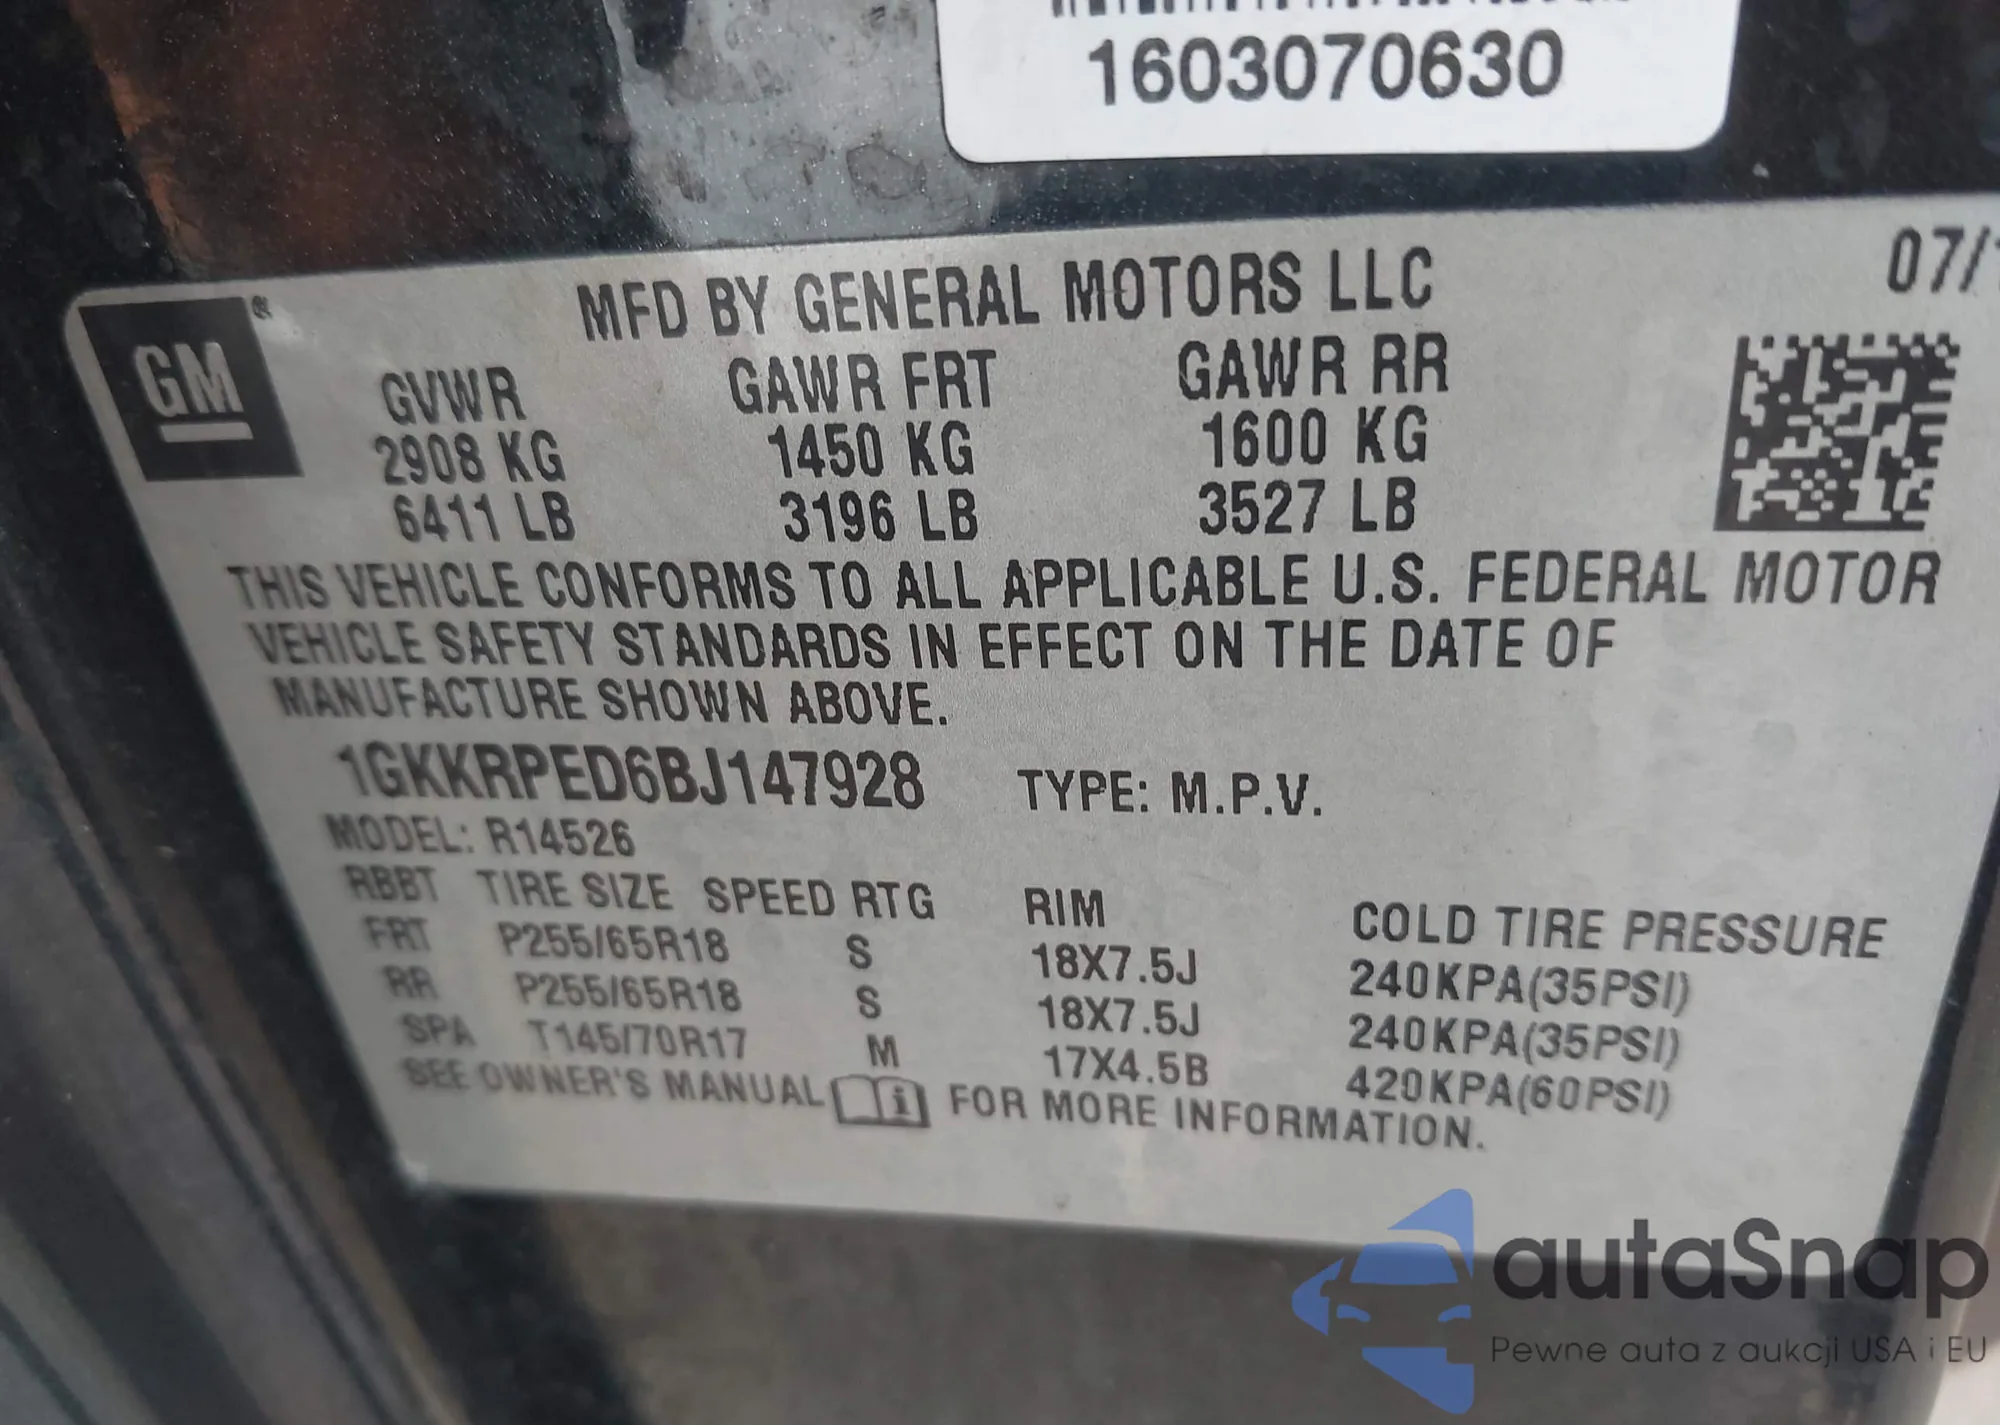 1603070630
07/1
GM®
MFD BY GENERAL MOTORS LLC
GVWR GAWR FRT GAWR RR
2908 KG 1450 KG 1600 KG
6411 LB 3196 LB 3527 LB
THIS VEHICLE CONFORMS TO ALL APPLICABLE U.S. FEDERAL MOTOR
VEHICLE SAFETY STANDARDS IN EFFECT ON THE DATE OF
MANUFACTURE SHOWN ABOVE.
1GKKRPED6BJ147928 TYPE: M.P.V.
MODEL: R14526
RBBT TIRE SIZE SPEED RTG RIM COLD TIRE PRESSURE
FRT P255/65R18 S 18X7.5J 240KPA(35PSI)
RR P255/65R18 S 18X7.5J 240KPA(35PSI)
SPA T145/70R17 M 17X4.5B 420KPA(60PSI)
SEE OWNER'S MANUAL FOR MORE INFORMATION.
autaSnap
Pewne auta z aukcji USA i EU